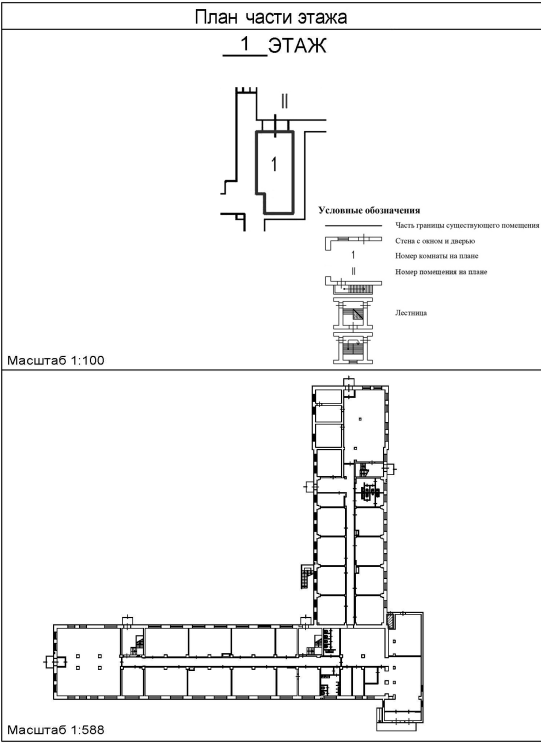 План части этажа
1 ЭТАЖ
II
1
Условные обозначения
Часть границы существующего помещения
Стена с окном и дверью
1 Номер комнаты на плане
II Номер помещения на плане
Лестница
Масштаб 1:100
Масштаб 1:588